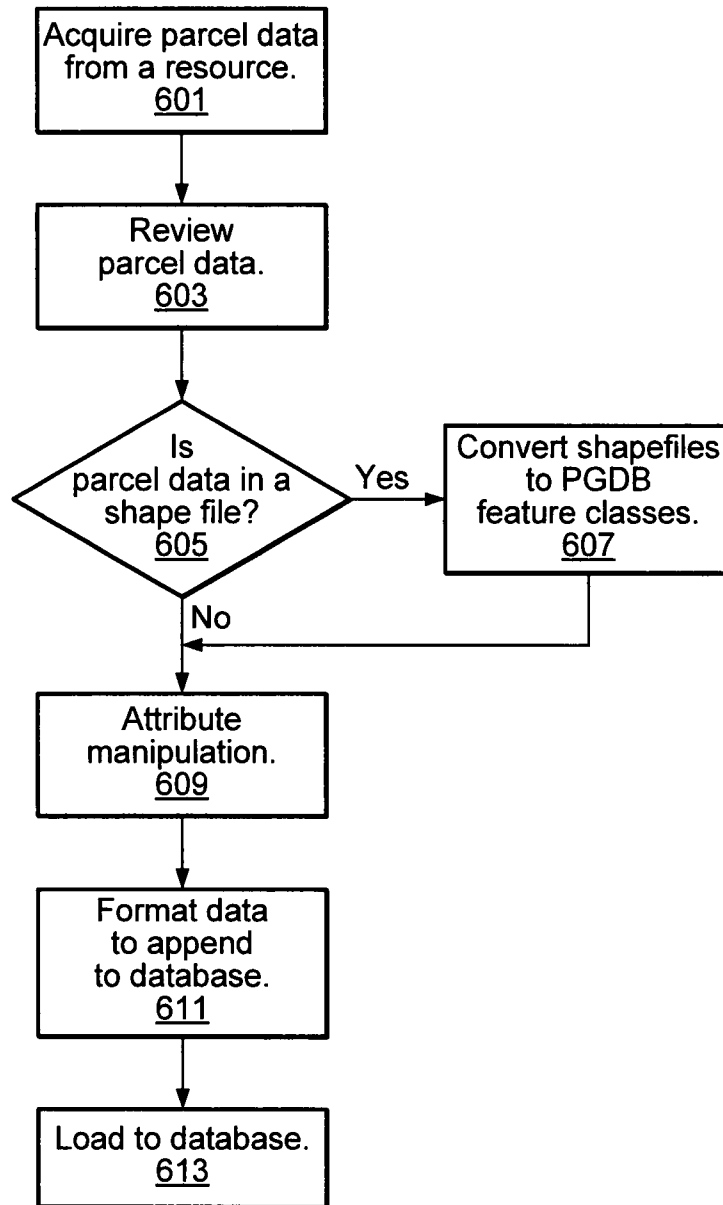 Acquire parcel data
from a resource.
601
Review
parcel data.
603
Is
parcel data in a
shape file?
605
Yes
Convert shapefiles
to PGDB
feature classes.
607
No
Attribute
manipulation.
609
Format data
to append
to database.
611
Load to database.
613